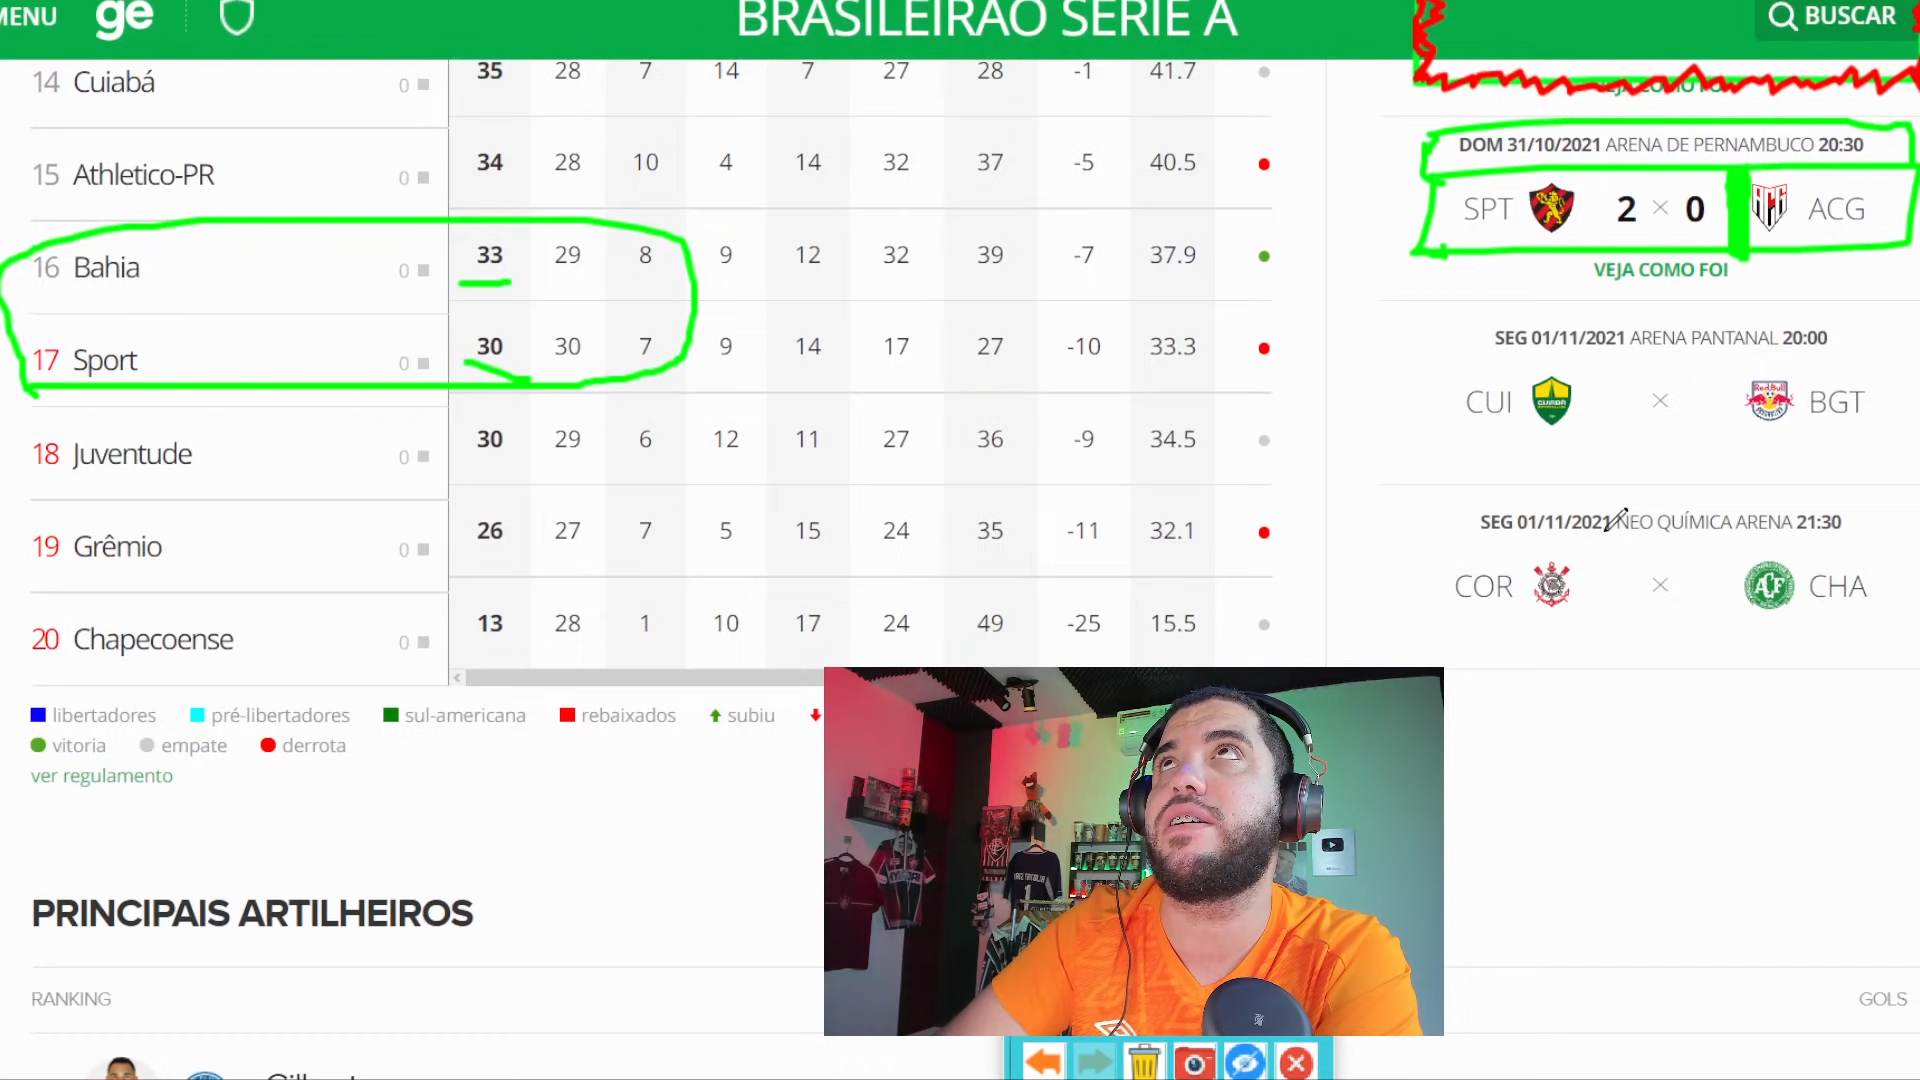 MENU
ge
BRASILEIRÃO SÉRIE A
BUSCAR
14 Cuiabá 0 35 28 7 14 7 27 28 -1 41.7
VEJA COMO FOI
15 Athletico-PR 0 34 28 10 4 14 32 37 -5 40.5
16 Bahia 0 33 29 8 9 12 32 39 -7 37.9
17 Sport 0 30 30 7 9 14 17 27 -10 33.3
18 Juventude 0 30 29 6 12 11 27 36 -9 34.5
19 Grêmio 0 26 27 7 5 15 24 35 -11 32.1
20 Chapecoense 0 13 28 1 10 17 24 49 -25 15.5
DOM 31/10/2021 ARENA DE PERNAMBUCO 20:30
SPT 2 × 0 ACG
VEJA COMO FOI
SEG 01/11/2021 ARENA PANTANAL 20:00
CUI × BGT
SEG 01/11/2021 NEO QUÍMICA ARENA 21:30
COR × CHA
libertadores pré-libertadores sul-americana rebaixados subiu
vitoria empate derrota
ver regulamento
PRINCIPAIS ARTILHEIROS
RANKING GOLS